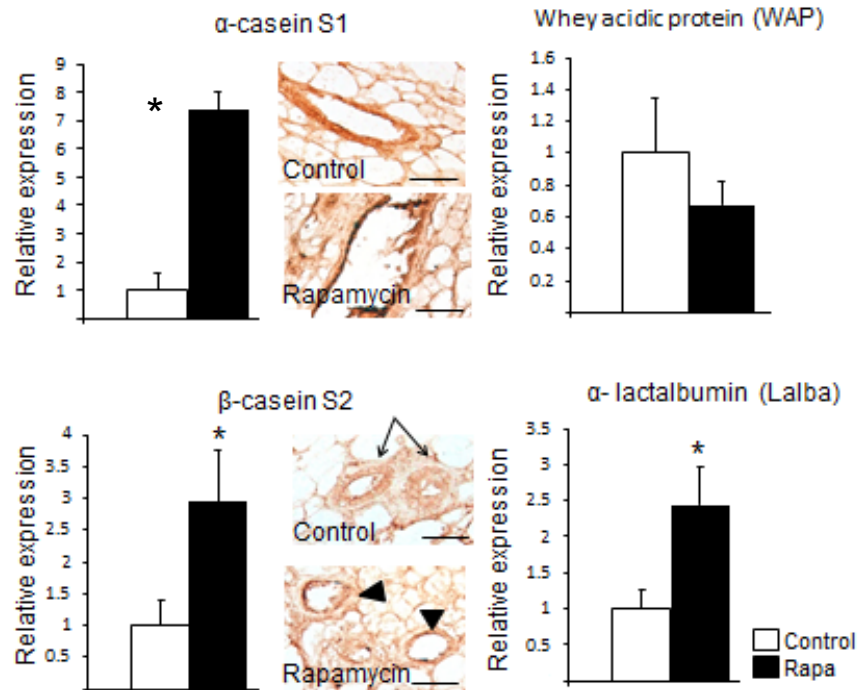 α-casein S1
Relative expression
9
8
7
6
5
4
3
2
1
*
Control
Rapamycin
Whey acidic protein (WAP)
Relative expression
1.6
1.4
1.2
1
0.8
0.6
0.4
0.2
β-casein S2
Relative expression
4
3.5
3
2.5
2
1.5
1
0.5
*
Control
Rapamycin
α- lactalbumin (Lalba)
Relative expression
4
3.5
3
2.5
2
1.5
1
0.5
*
Control
Rapa